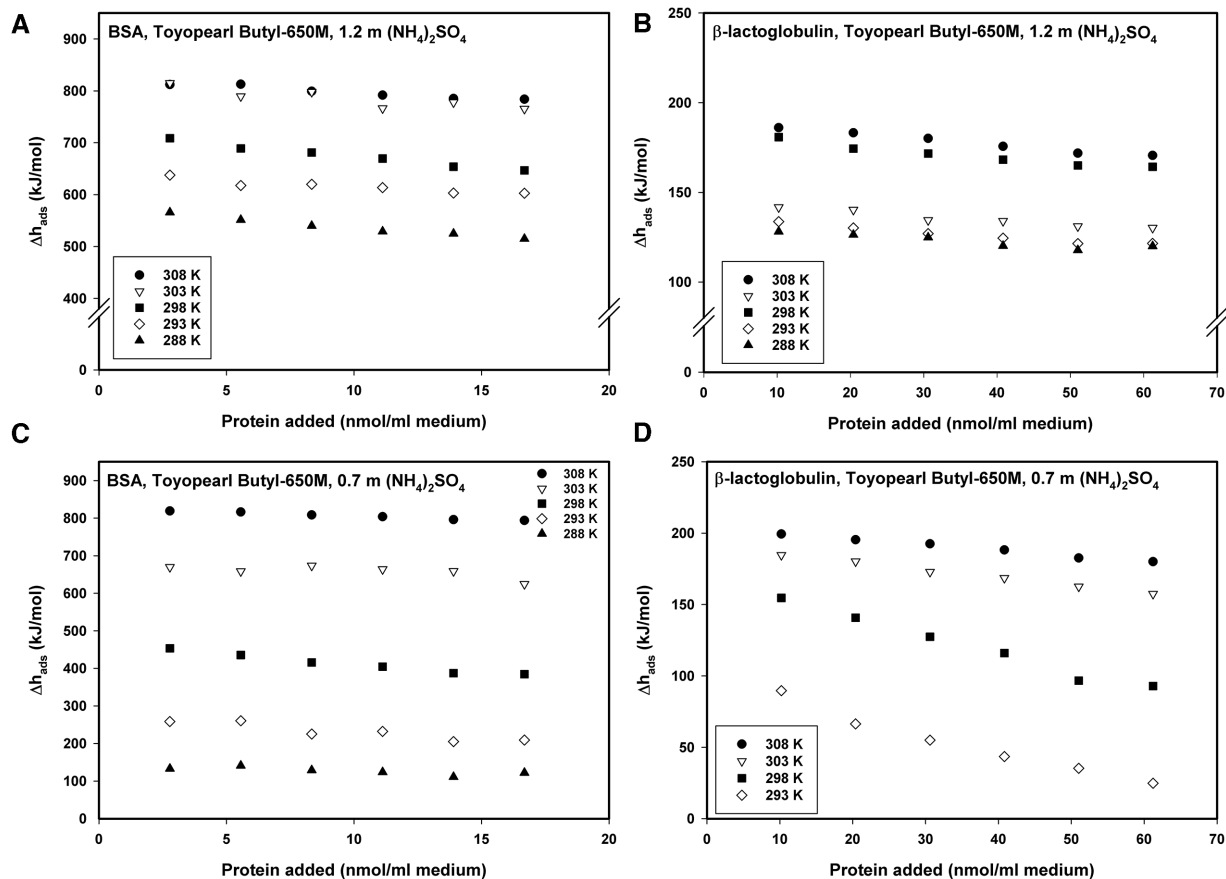 A
BSA, Toyopearl Butyl-650M, 1.2 m (NH₄)₂SO₄
900
800
700
600
500
400
0
Δh_ads (kJ/mol)
308 K
303 K
298 K
293 K
288 K
0 5 10 15 20
Protein added (nmol/ml medium)
B
β-lactoglobulin, Toyopearl Butyl-650M, 1.2 m (NH₄)₂SO₄
250
200
150
100
0
Δh_ads (kJ/mol)
308 K
303 K
298 K
293 K
288 K
0 10 20 30 40 50 60 70
Protein added (nmol/ml medium)
C
BSA, Toyopearl Butyl-650M, 0.7 m (NH₄)₂SO₄
900
800
700
600
500
400
300
200
100
0
Δh_ads (kJ/mol)
308 K
303 K
298 K
293 K
288 K
0 5 10 15 20
Protein added (nmol/ml medium)
D
β-lactoglobulin, Toyopearl Butyl-650M, 0.7 m (NH₄)₂SO₄
250
200
150
100
50
0
Δh_ads (kJ/mol)
308 K
303 K
298 K
293 K
0 10 20 30 40 50 60 70
Protein added (nmol/ml medium)